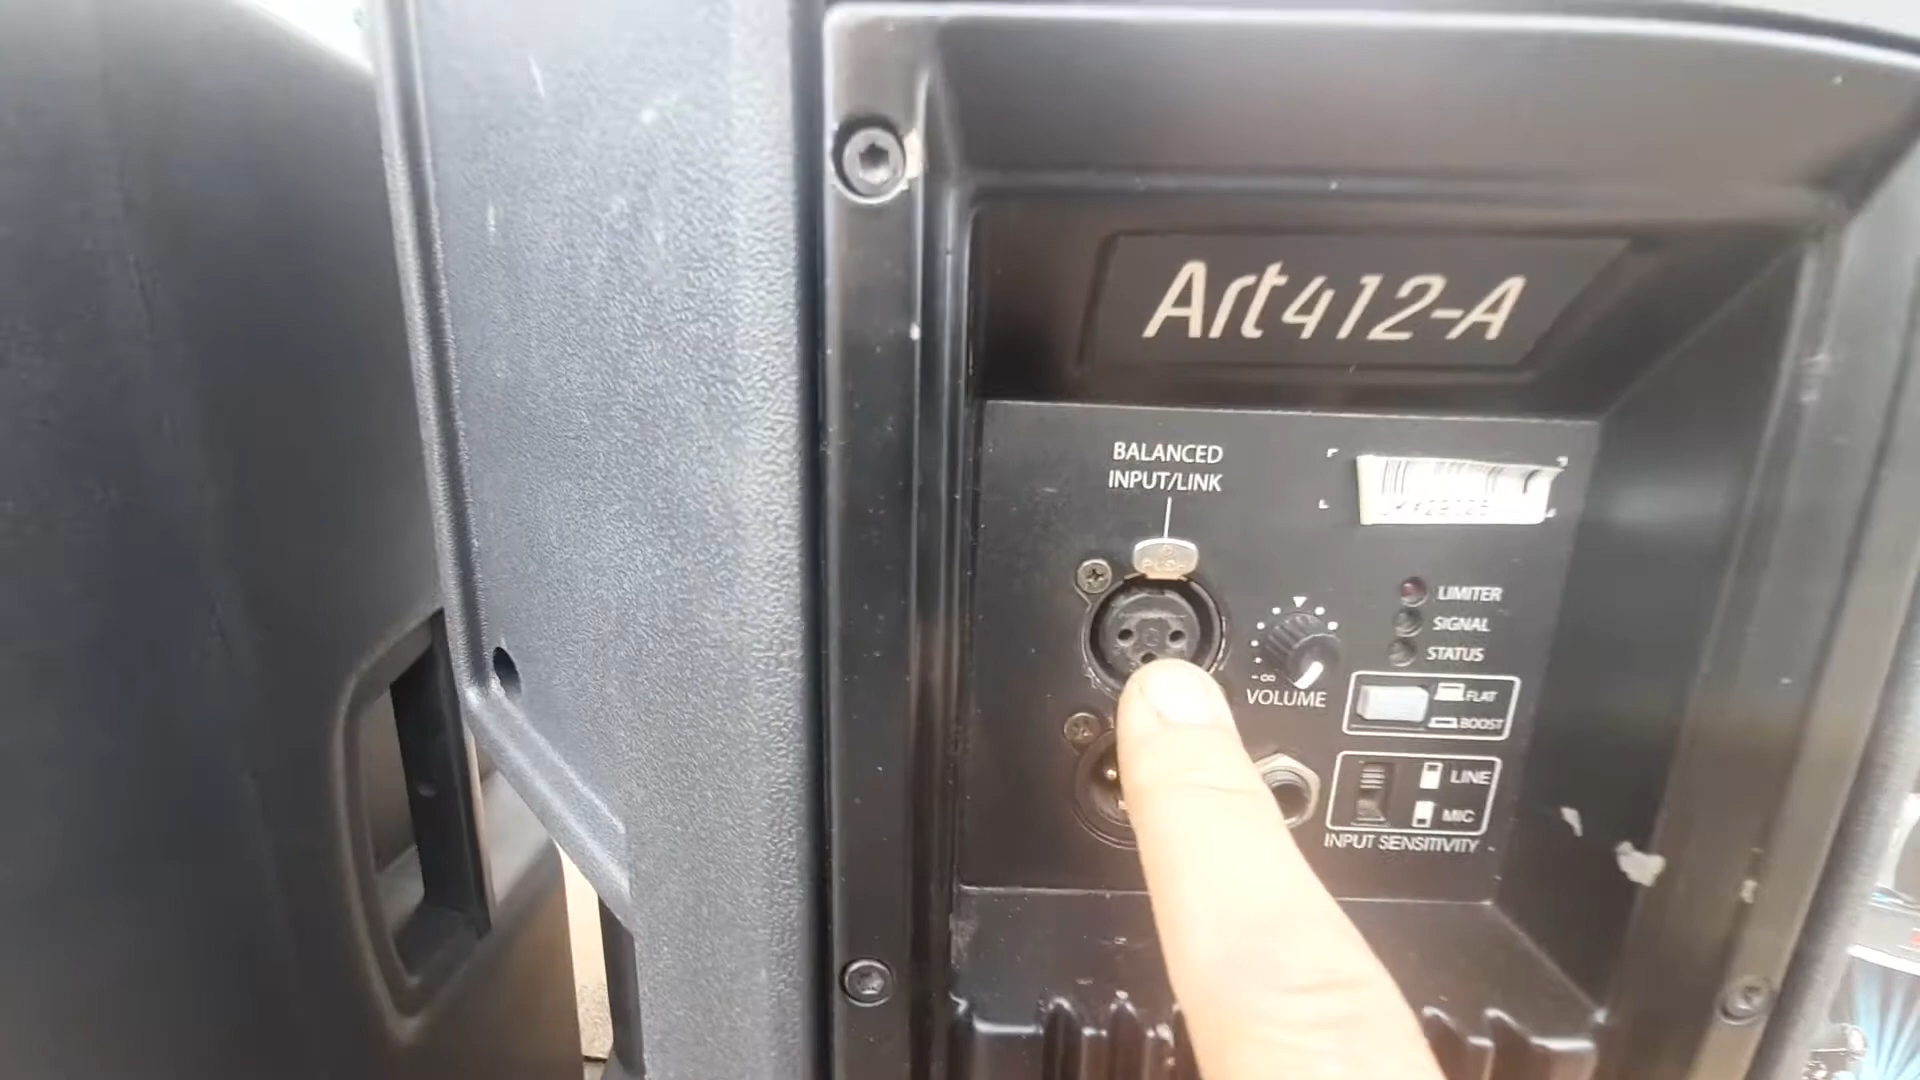 Art412-A
BALANCED
INPUT/LINK
PUSH
LIMITER
SIGNAL
STATUS
-∞
VOLUME
FLAT
BOOST
LINE
MIC
INPUT SENSITIVITY